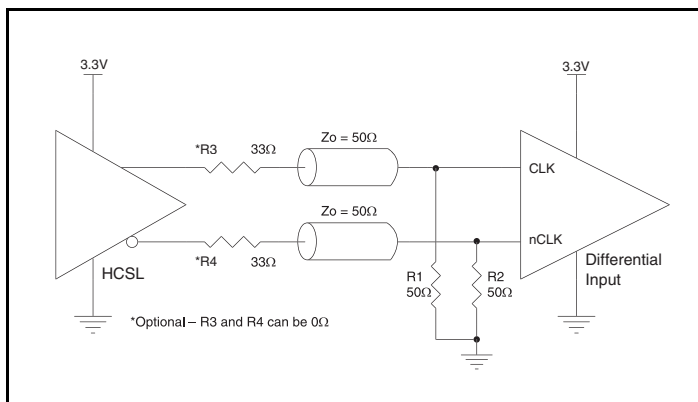 3.3V
3.3V
*R3 33Ω
Zo = 50Ω
CLK
Zo = 50Ω
nCLK
HCSL
*R4 33Ω
R1
50Ω
R2
50Ω
Differential
Input
*Optional – R3 and R4 can be 0Ω